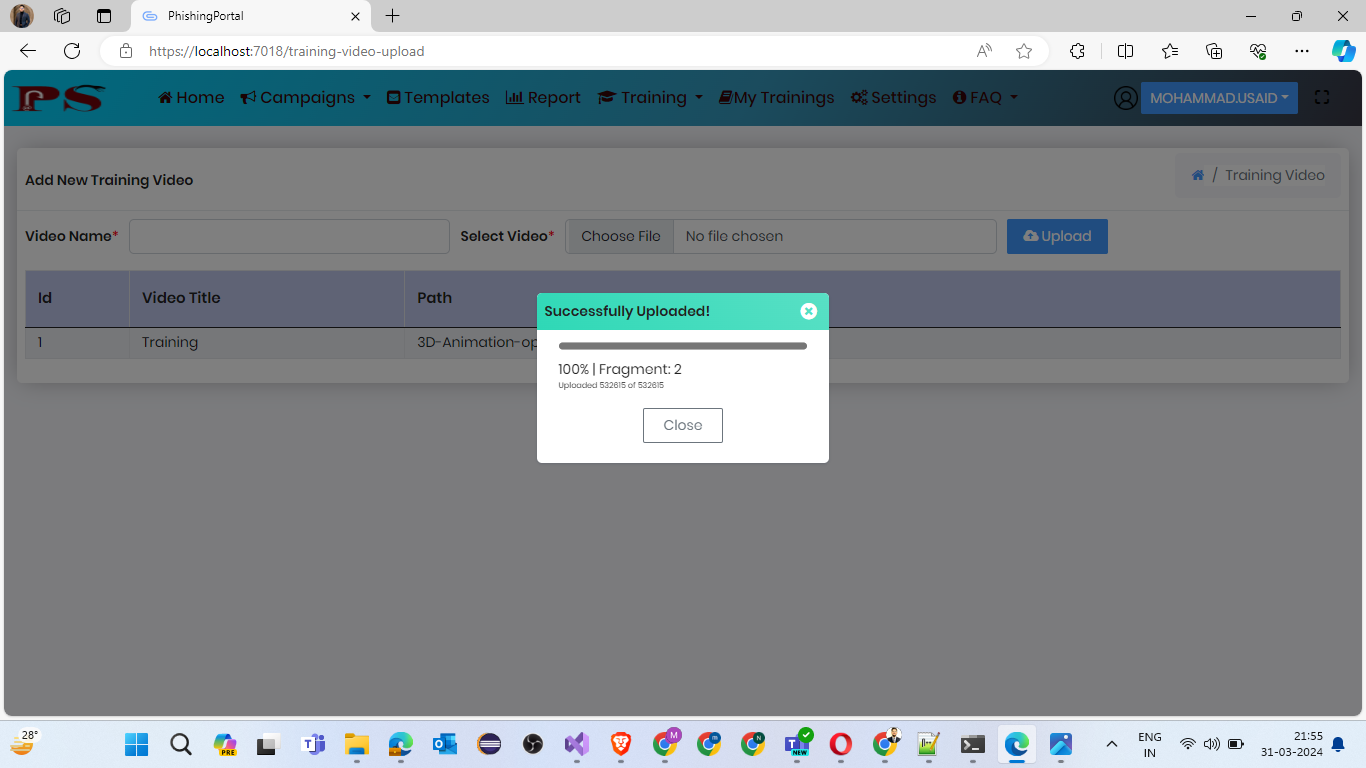 PhishingPortal
https://localhost:7018/training-video-upload
PS Home Campaigns Templates Report Training My Trainings Settings FAQ MOHAMMAD.USAID
Add New Training Video
/ Training Video
Video Name* Select Video* Choose File No file chosen Upload
Id Video Title Path
1 Training 3D-Animation-op
Successfully Uploaded!
100% | Fragment: 2
Uploaded 532615 of 532615
Close
28°
PRE
M
m
N
NEW
ENG
IN
21:55
31-03-2024